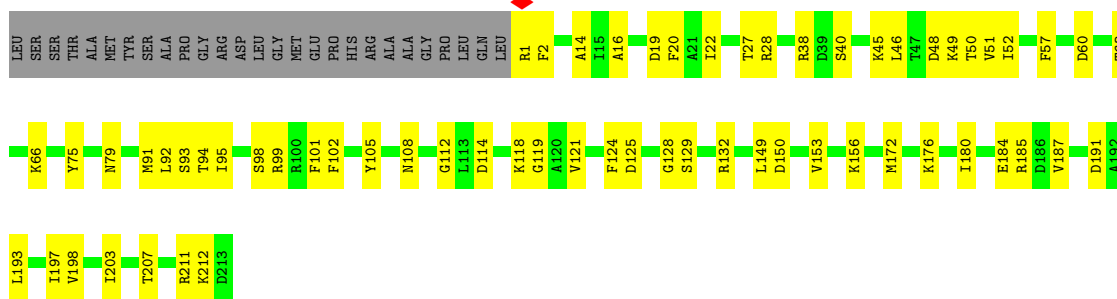 LEU SER SER THR ALA MET TYR SER ALA PRO GLY ARG ASP LEU GLY MET GLU PRO HIS ARG ALA ALA GLY PRO LEU GLN LEU R1 F2 A14 I15 A16 D19 F20 A21 I22 T27 R28 R38 D39 S40 K45 L46 T47 D48 K49 T50 V51 I52 F57 D60
K66 Y75 N79 M91 L92 S93 T94 I95 S98 R99 R100 F101 F102 Y105 N108 G112 L113 D114 K118 G119 A120 V121 F124 D125 G128 S129 R132 L149 D150 V153 K156 M172 K176 I180 E184 R185 D186 V187 D191 A192
L193 I197 V198 I203 T207 R211 K212 D213